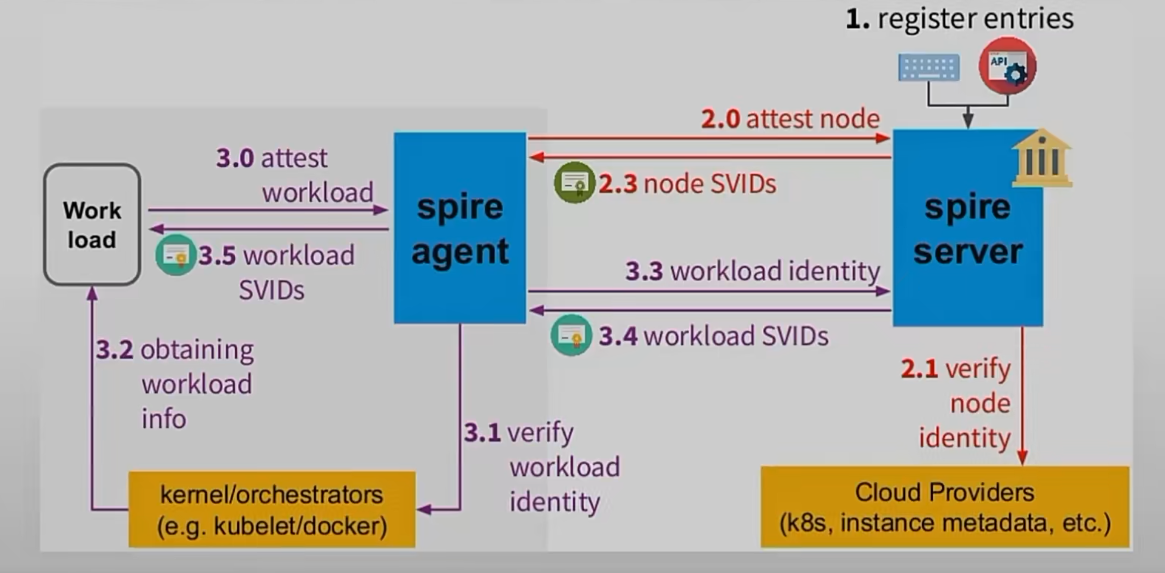 1. register entries
API
2.0 attest node
3.0 attest
workload
2.3 node SVIDs
Work
load
spire
agent
spire
server
3.5 workload
SVIDs
3.3 workload identity
3.4 workload SVIDs
3.2 obtaining
workload
info
2.1 verify
node
identity
3.1 verify
workload
identity
kernel/orchestrators
(e.g. kubelet/docker)
Cloud Providers
(k8s, instance metadata, etc.)